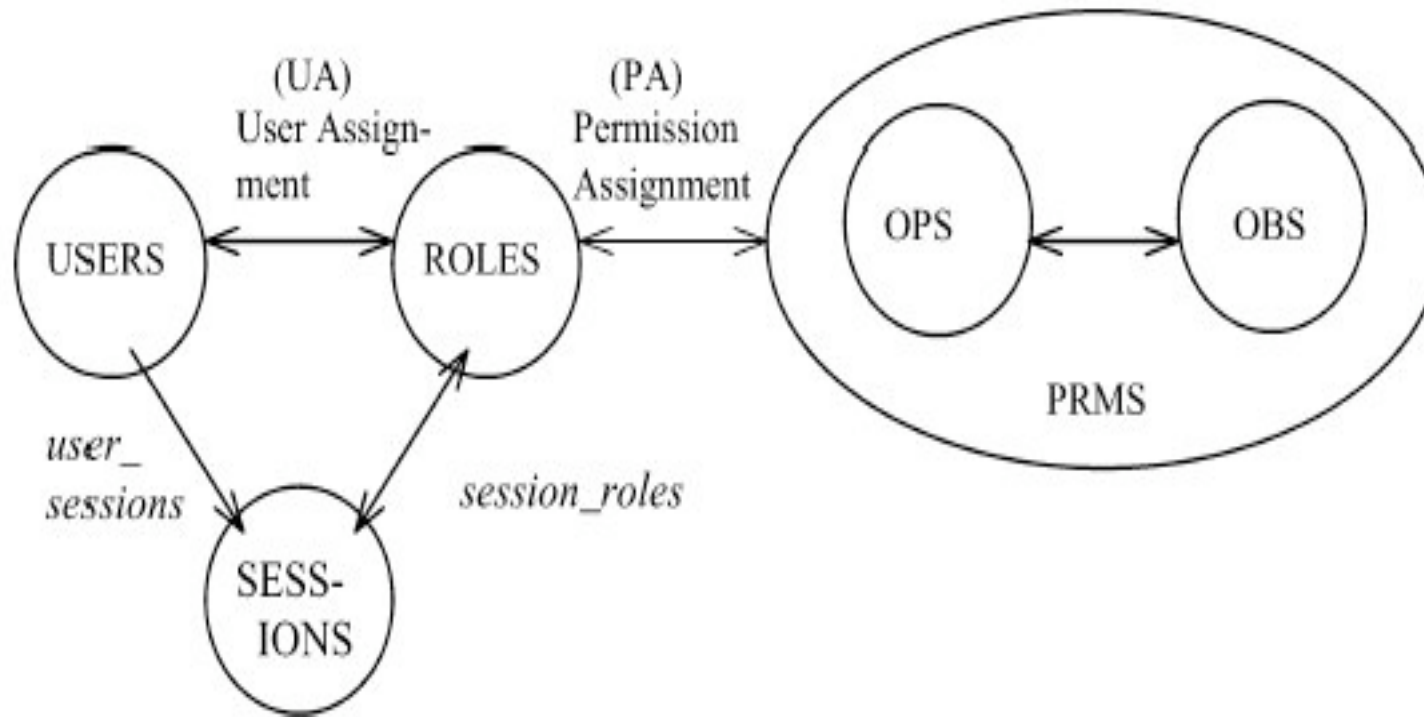 (UA)
User Assign-
ment
(PA)
Permission
Assignment
USERS
ROLES
OPS
OBS
PRMS
user_
sessions
session_roles
SESS-
IONS